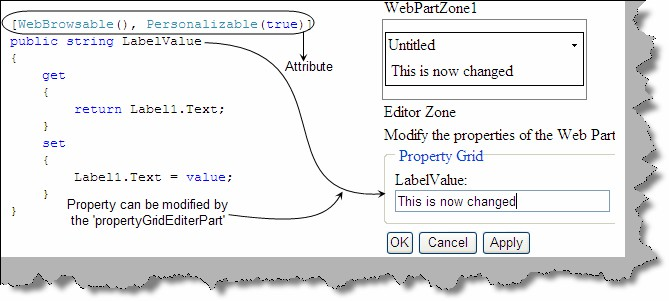 [WebBrowsable(), Personalizable(true)]
public string LabelValue
{
get
{
return Label1.Text;
}
set
{
Label1.Text = value;
}
}
Attribute
Property can be modified by
the 'propertyGridEditerPart'
WebPartZone1
Untitled
This is now changed
Editor Zone
Modify the properties of the Web Part
Property Grid
LabelValue:
This is now changed
OK Cancel Apply